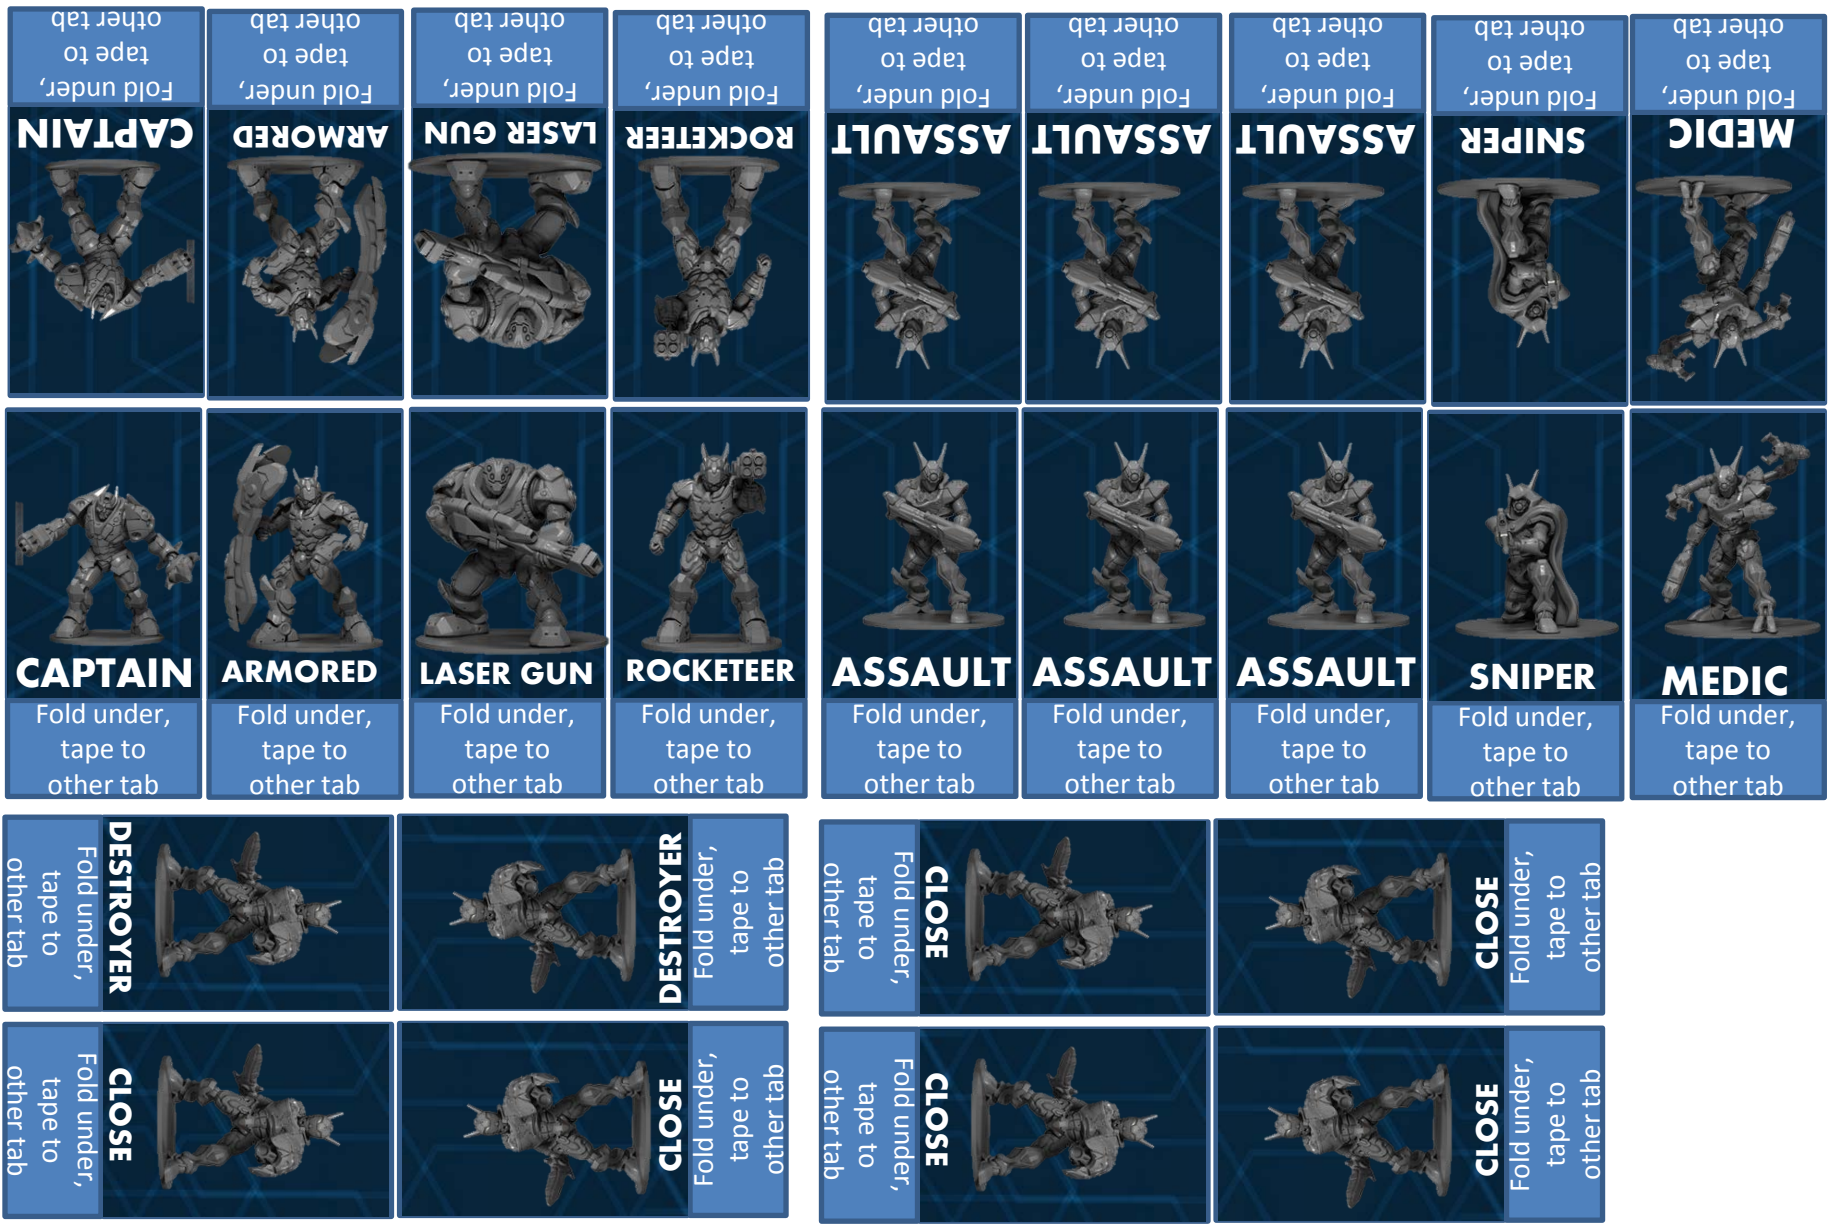 Fold under,
tape to
other tab
CAPTAIN
Fold under,
tape to
other tab
ARMORED
Fold under,
tape to
other tab
LASER GUN
Fold under,
tape to
other tab
ROCKETEER
Fold under,
tape to
other tab
ASSAULT
Fold under,
tape to
other tab
ASSAULT
Fold under,
tape to
other tab
ASSAULT
Fold under,
tape to
other tab
SNIPER
Fold under,
tape to
other tab
MEDIC
CAPTAIN
Fold under,
tape to
other tab
ARMORED
Fold under,
tape to
other tab
LASER GUN
Fold under,
tape to
other tab
ROCKETEER
Fold under,
tape to
other tab
ASSAULT
Fold under,
tape to
other tab
ASSAULT
Fold under,
tape to
other tab
ASSAULT
Fold under,
tape to
other tab
SNIPER
Fold under,
tape to
other tab
MEDIC
Fold under,
tape to
other tab
DESTROYER
Fold under,
tape to
other tab
DESTROYER
Fold under,
tape to
other tab
CLOSE
Fold under,
tape to
other tab
CLOSE
Fold under,
tape to
other tab
CLOSE
Fold under,
tape to
other tab
CLOSE
Fold under,
tape to
other tab
CLOSE
Fold under,
tape to
other tab
CLOSE
Fold under,
tape to
other tab